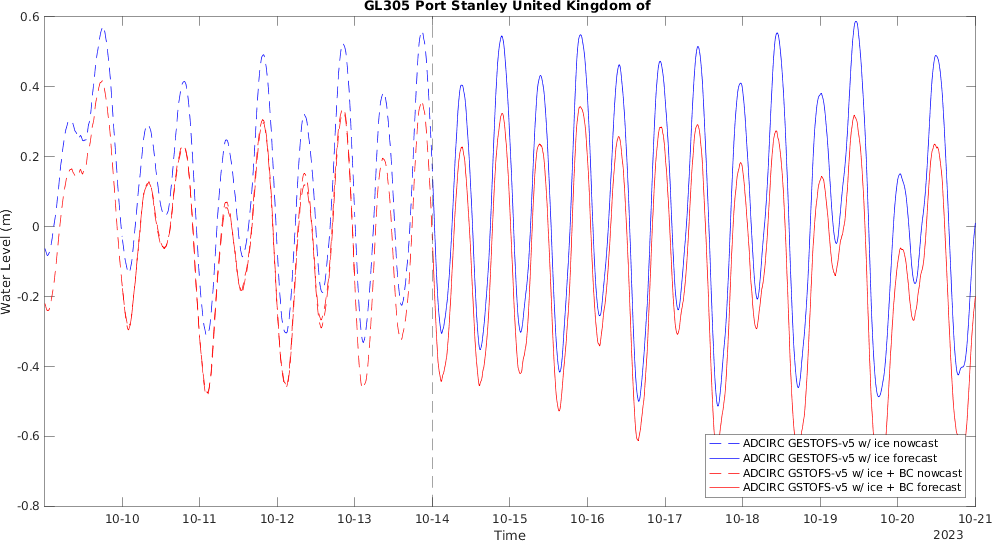 GL305 Port Stanley United Kingdom of
0.6
0.4
0.2
0
-0.2
-0.4
-0.6
-0.8
Water Level (m)
ADCIRC GESTOFS-v5 w/ ice nowcast
ADCIRC GESTOFS-v5 w/ ice forecast
ADCIRC GSTOFS-v5 w/ ice + BC nowcast
ADCIRC GSTOFS-v5 w/ ice + BC forecast
10-10 10-11 10-12 10-13 10-14 10-15 10-16 10-17 10-18 10-19 10-20 10-21
Time
2023